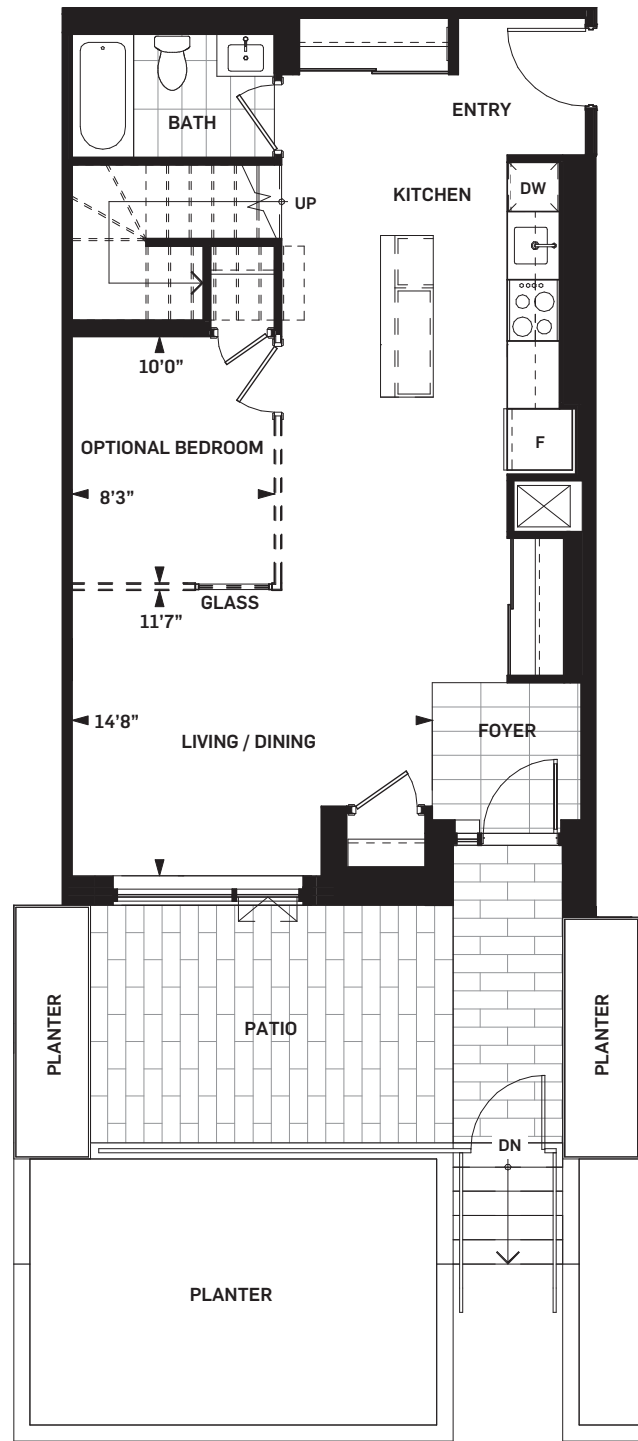 BATH
ENTRY
DW
KITCHEN
UP
10’0”
OPTIONAL BEDROOM
F
8’3”
GLASS
11’7”
14’8”
FOYER
LIVING / DINING
PLANTER
PATIO
PLANTER
DN
PLANTER